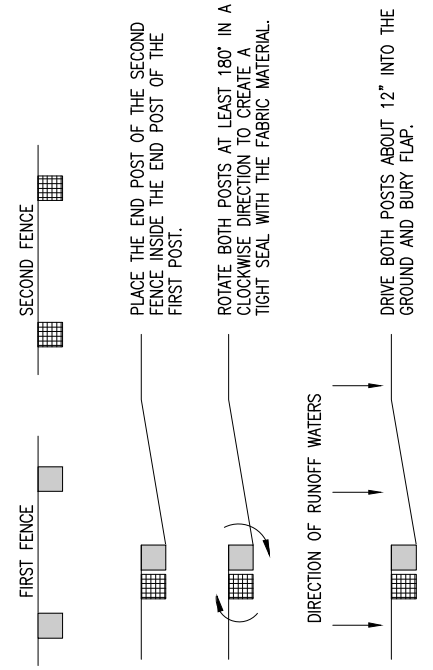 FIRST FENCE
SECOND FENCE
PLACE THE END POST OF THE SECOND
FENCE INSIDE THE END POST OF THE
FIRST POST.
ROTATE BOTH POSTS AT LEAST 180° IN A
CLOCKWISE DIRECTION TO CREATE A
TIGHT SEAL WITH THE FABRIC MATERIAL.
DIRECTION OF RUNOFF WATERS
DRIVE BOTH POSTS ABOUT 12" INTO THE
GROUND AND BURY FLAP.